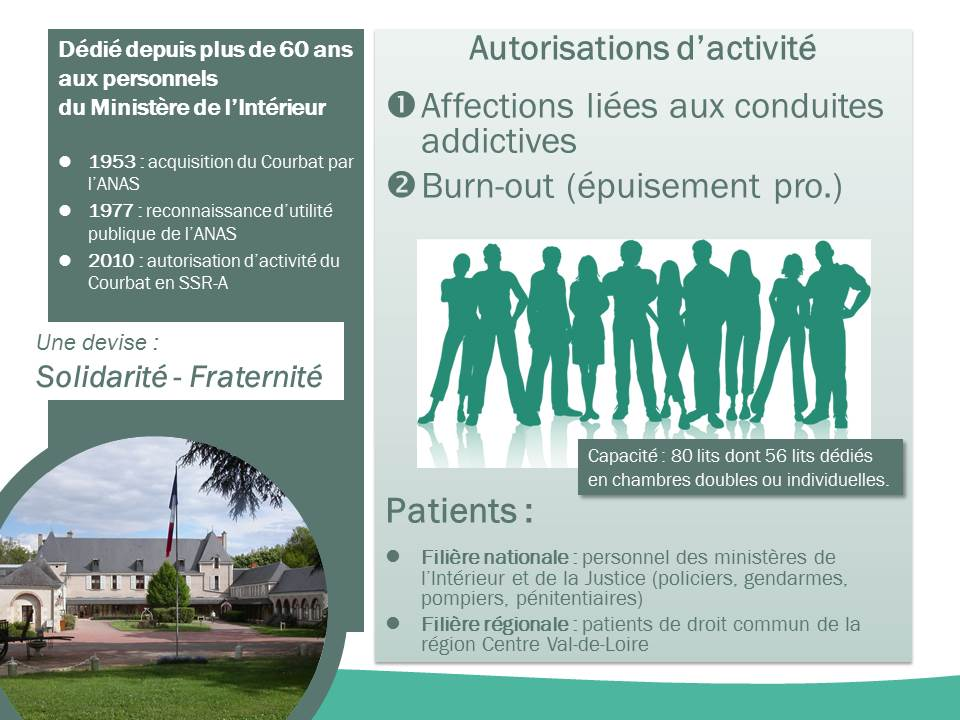 Dédié depuis plus de 60 ans
aux personnels
du Ministère de l'Intérieur
● 1953 : acquisition du Courbat par
l'ANAS
● 1977 : reconnaissance d'utilité
publique de l'ANAS
● 2010 : autorisation d'activité du
Courbat en SSR-A
Une devise :
Solidarité - Fraternité
Autorisations d'activité
❶ Affections liées aux conduites
addictives
❷ Burn-out (épuisement pro.)
Capacité : 80 lits dont 56 lits dédiés
en chambres doubles ou individuelles.
Patients :
● Filière nationale : personnel des ministères de
l'Intérieur et de la Justice (policiers, gendarmes,
pompiers, pénitentiaires)
● Filière régionale : patients de droit commun de la
région Centre Val-de-Loire